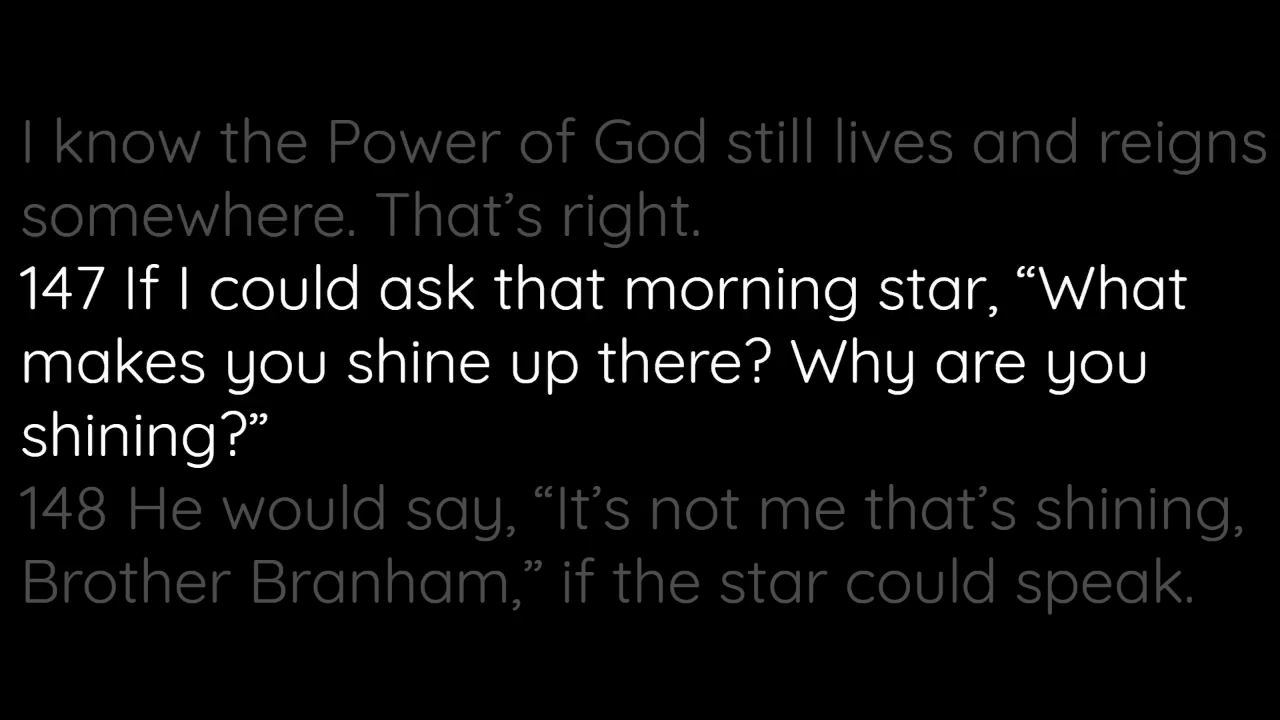 I know the Power of God still lives and reigns
somewhere. That’s right.
147 If I could ask that morning star, “What
makes you shine up there? Why are you
shining?”
148 He would say, “It’s not me that’s shining,
Brother Branham,” if the star could speak.